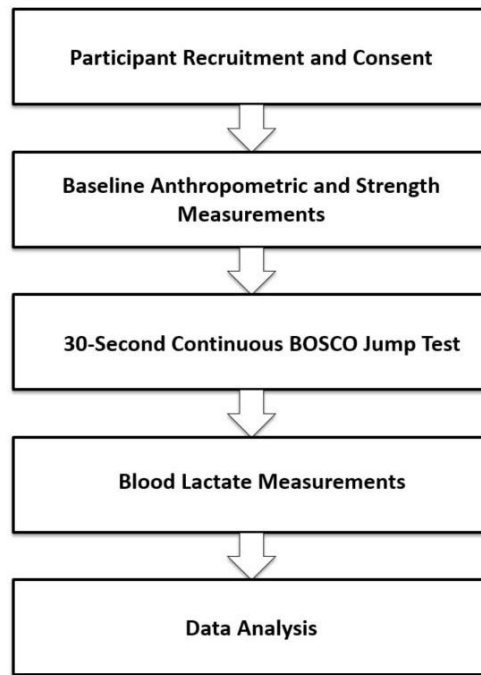 Participant Recruitment and Consent
Baseline Anthropometric and Strength
Measurements
30-Second Continuous BOSCO Jump Test
Blood Lactate Measurements
Data Analysis